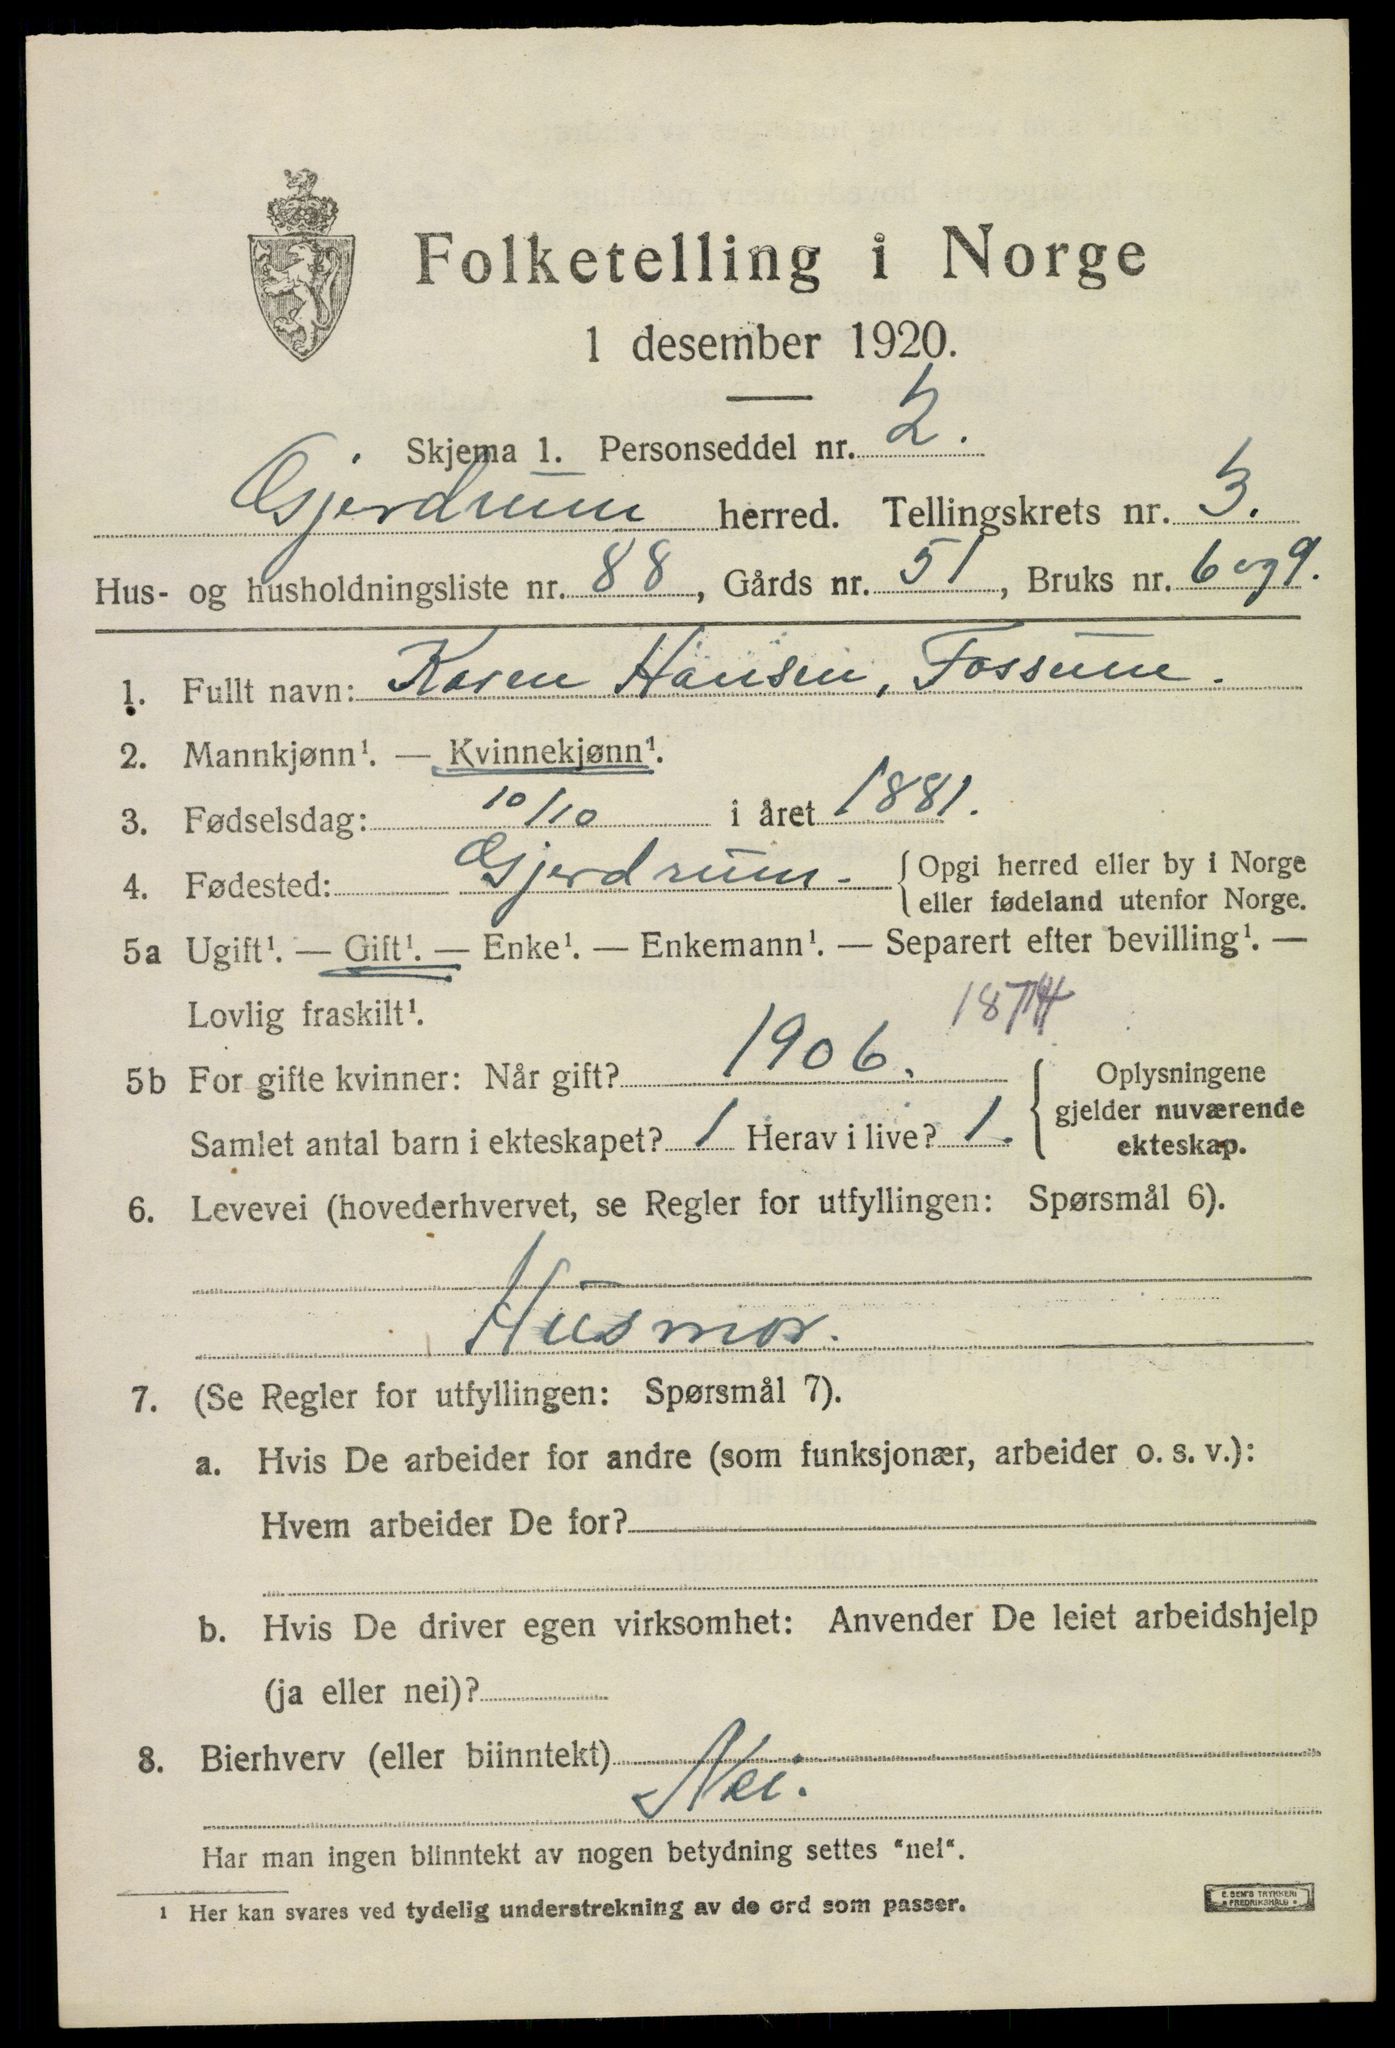 Folketelling i Norge
1 desember 1920.
Skjema 1. Personseddel nr. 2.
Gjerdrum herred. Tellingskrets nr. 3.
Hus- og husholdningsliste nr. 88, Gårds nr. 51, Bruks nr. 6 og 9.
1. Fullt navn: Karen Hansen, Fossum.
2. Mannkjønn¹. — Kvinnekjønn¹.
3. Fødselsdag: 10/10 i året 1881.
4. Fødested: Gjerdrum. { Opgi herred eller by i Norge
eller fødeland utenfor Norge.
5a Ugift¹. — Gift¹. — Enke¹. — Enkemann¹. — Separert efter bevilling¹. —
Lovlig fraskilt¹.
5b For gifte kvinner: Når gift? 1906. { Oplysningene
gjelder nuværende
ekteskap.
Samlet antal barn i ekteskapet? 1 Herav i live? 1.
6. Levevei (hovederhvervet, se Regler for utfyllingen: Spørsmål 6).
Husmor.
7. (Se Regler for utfyllingen: Spørsmål 7).
a. Hvis De arbeider for andre (som funksjonær, arbeider o. s. v.):
Hvem arbeider De for?
b. Hvis De driver egen virksomhet: Anvender De leiet arbeidshjelp
(ja eller nei)?
8. Bierhverv (eller biinntekt)
Nei.
Har man ingen biinntekt av nogen betydning settes “nei“.
1 Her kan svares ved tydelig understrekning av de ord som passer.
E. SEM'S TRYKKERI
• FREDRIKSHALD •